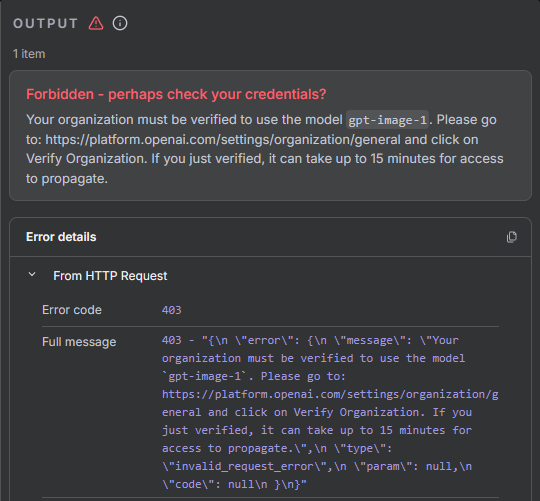 OUTPUT
1 item
Forbidden - perhaps check your credentials?
Your organization must be verified to use the model gpt-image-1. Please go
to: https://platform.openai.com/settings/organization/general and click on
Verify Organization. If you just verified, it can take up to 15 minutes for access
to propagate.
Error details
From HTTP Request
Error code 403
Full message 403 - "{\n \"error\": {\n \"message\": \"Your
organization must be verified to use the model
`gpt-image-1`. Please go to:
https://platform.openai.com/settings/organization/g
eneral and click on Verify Organization. If you
just verified, it can take up to 15 minutes for
access to propagate.\",\n \"type\":
\"invalid_request_error\",\n \"param\": null,\n
\"code\": null\n }\n}"